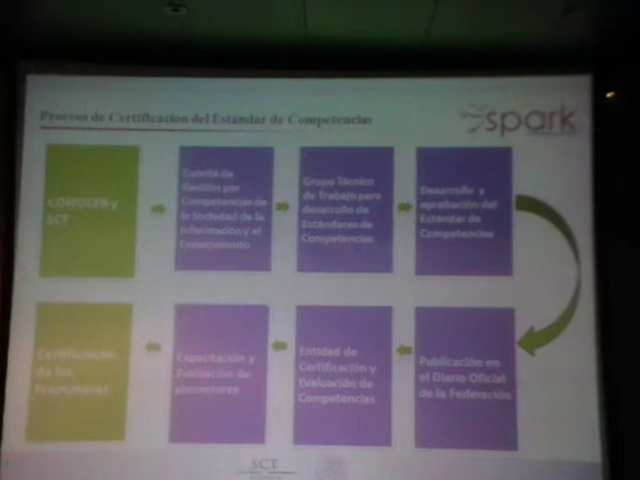 Proceso de Certificación del Estándar de Competencias
spark
CONOCER y
SCT
Comité de
Gestión por
Competencias de
la Sociedad de la
Información y el
Conocimiento
Grupo Técnico
de Trabajo para
desarrollo de
Estándares de
Competencias
Desarrollo y
aprobación del
Estándar de
Competencias
Publicación en
el Diario Oficial
de la Federación
Entidad de
Certificación y
Evaluación de
Competencias
Capacitación y
Evaluación de
promotores
Certificación
de los
Promotores
SCT